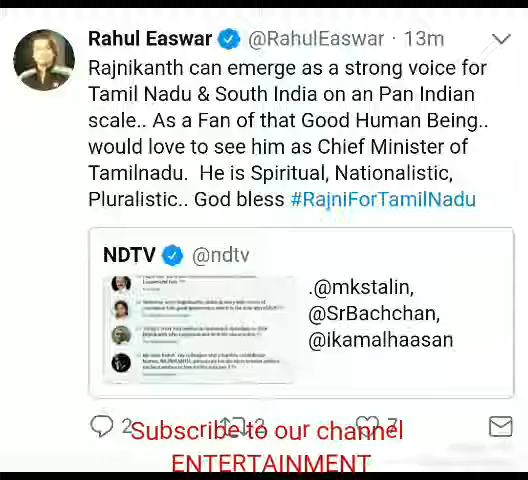 Rahul Easwar @RahulEaswar · 13m
Rajnikanth can emerge as a strong voice for
Tamil Nadu & South India on an Pan Indian
scale.. As a Fan of that Good Human Being..
would love to see him as Chief Minister of
Tamilnadu. He is Spiritual, Nationalistic,
Pluralistic.. God bless #RajniForTamilNadu
NDTV @ndtv
.@mkstalin,
@SrBachchan,
@ikamalhaasan
2 2 7
Subscribe to our channel
ENTERTAINMENT